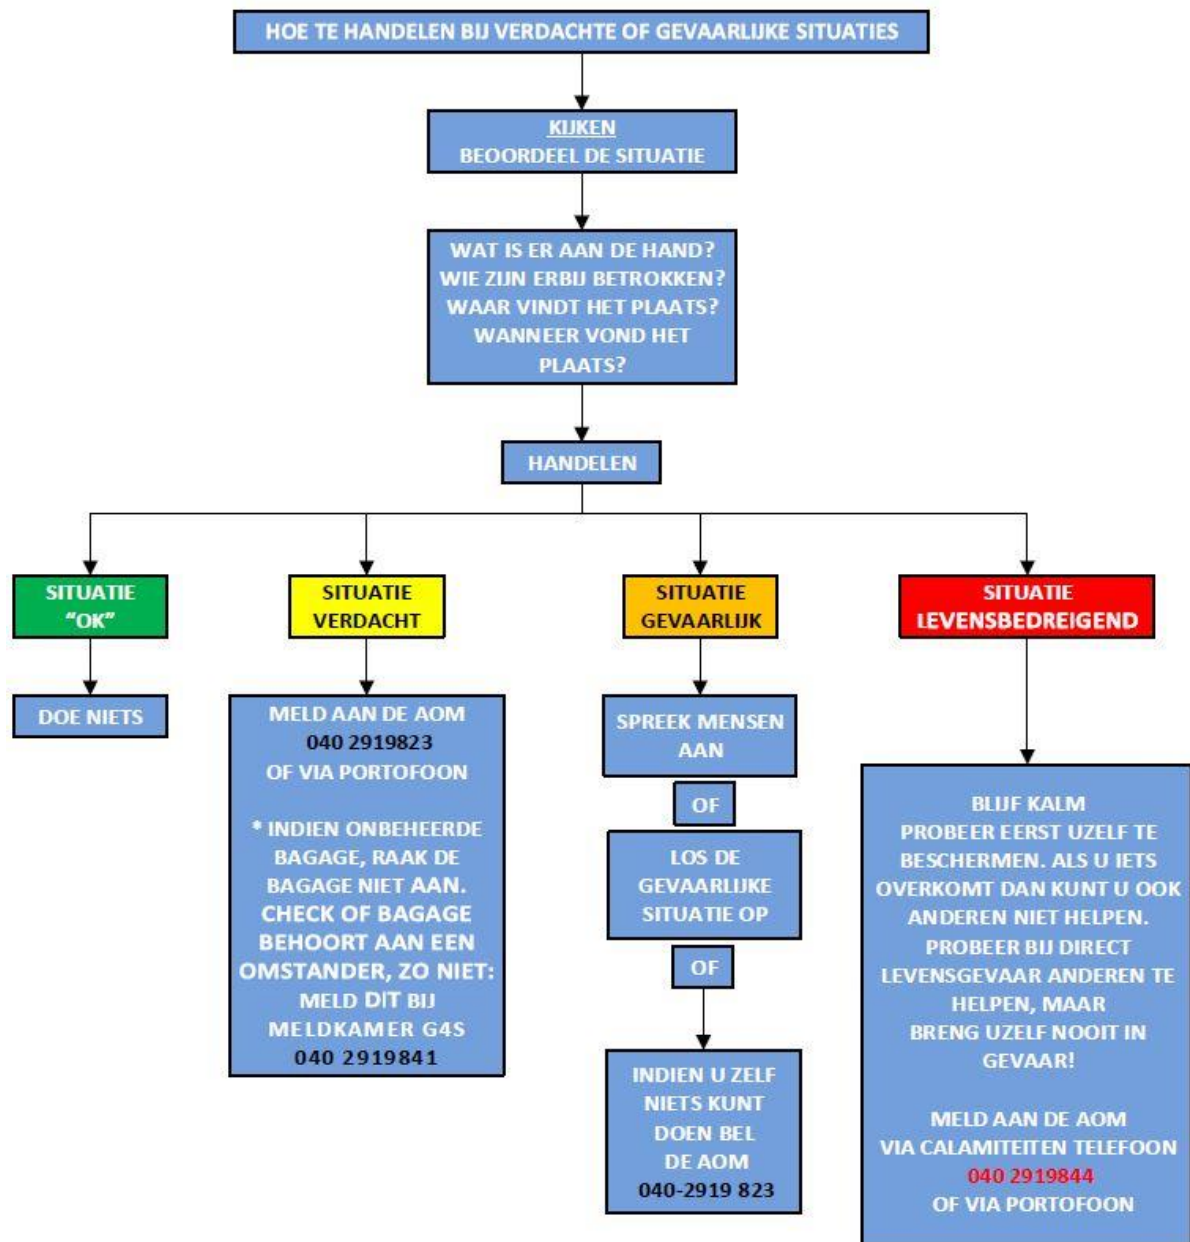 HOE TE HANDELEN BIJ VERDACHTE OF GEVAARLIJKE SITUATIES
KIJKEN
BEOORDEEL DE SITUATIE
WAT IS ER AAN DE HAND?
WIE ZIJN ERBIJ BETROKKEN?
WAAR VINDT HET PLAATS?
WANNEER VOND HET
PLAATS?
HANDELEN
SITUATIE
“OK”
DOE NIETS
SITUATIE
VERDACHT
MELD AAN DE AOM
040 2919823
OF VIA PORTOFOON
* INDIEN ONBEHEERDE
BAGAGE, RAAK DE
BAGAGE NIET AAN.
CHECK OF BAGAGE
BEHOORT AAN EEN
OMSTANDER, ZO NIET:
MELD DIT BIJ
MELDKAMER G4S
040 2919841
SITUATIE
GEVAARLIJK
SPREEK MENSEN
AAN
OF
LOS DE
GEVAARLIJKE
SITUATIE OP
OF
INDIEN U ZELF
NIETS KUNT
DOEN BEL
DE AOM
040-2919 823
SITUATIE
LEVENSBEDREIGEND
BLIJF KALM
PROBEER EERST UZELF TE
BESCHERMEN. ALS U IETS
OVERKOMT DAN KUNT U OOK
ANDEREN NIET HELPEN.
PROBEER BIJ DIRECT
LEVENSGEVAAR ANDEREN TE
HELPEN, MAAR
BRENG UZELF NOOIT IN
GEVAAR!
MELD AAN DE AOM
VIA CALAMITEITEN TELEFOON
040 2919844
OF VIA PORTOFOON